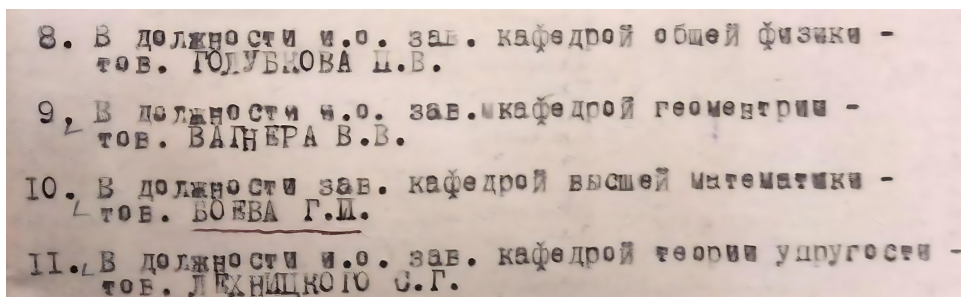 8. В должности и.о. зав. кафедрой общей физики -
тов. ГОЛУБКОВА П.В.
9, В должности и.о. зав. кафедрой геоментрии -
тов. ВАГНЕРА В.В.
10. В должности зав. кафедрой высшей математики -
тов. БОЕВА Г.П.
11. В должности и.о. зав. кафедрой теории упругости -
тов. ЛЕХНИЦКОГО С.Г.